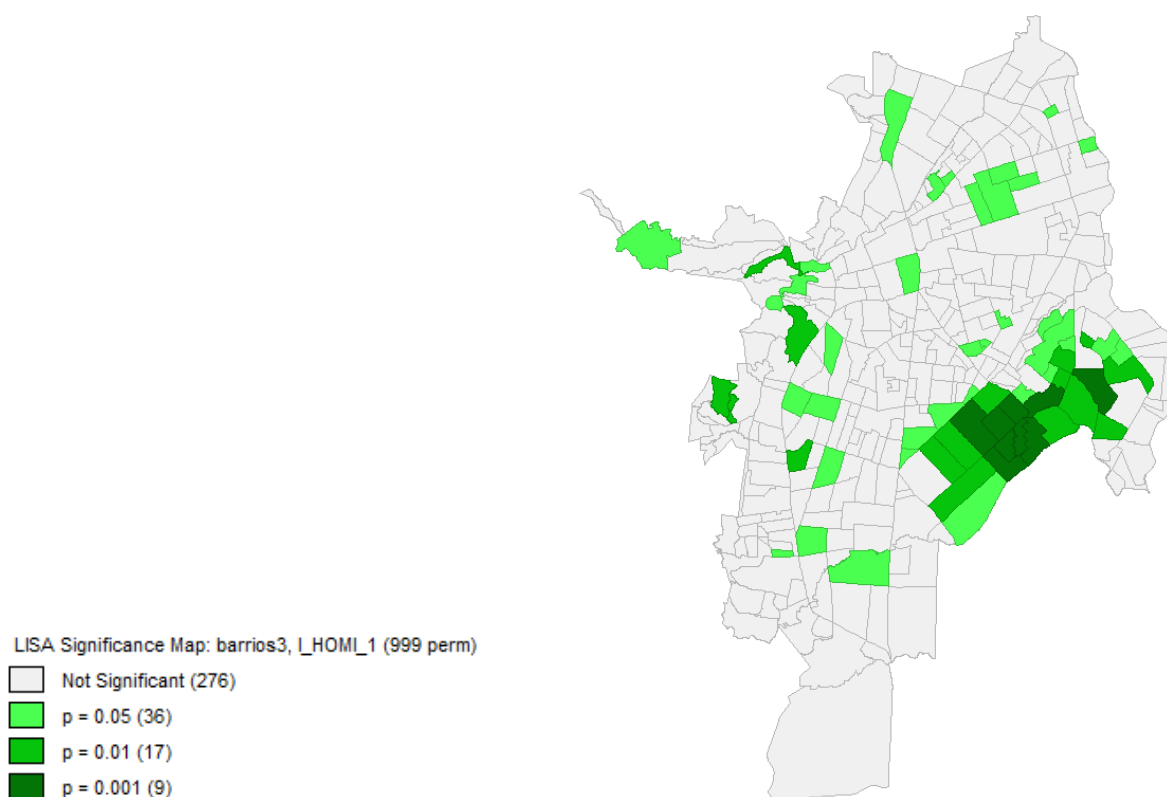 LISA Significance Map: barrios3, I_HOMI_1 (999 perm)
Not Significant (276)
p = 0.05 (36)
p = 0.01 (17)
p = 0.001 (9)